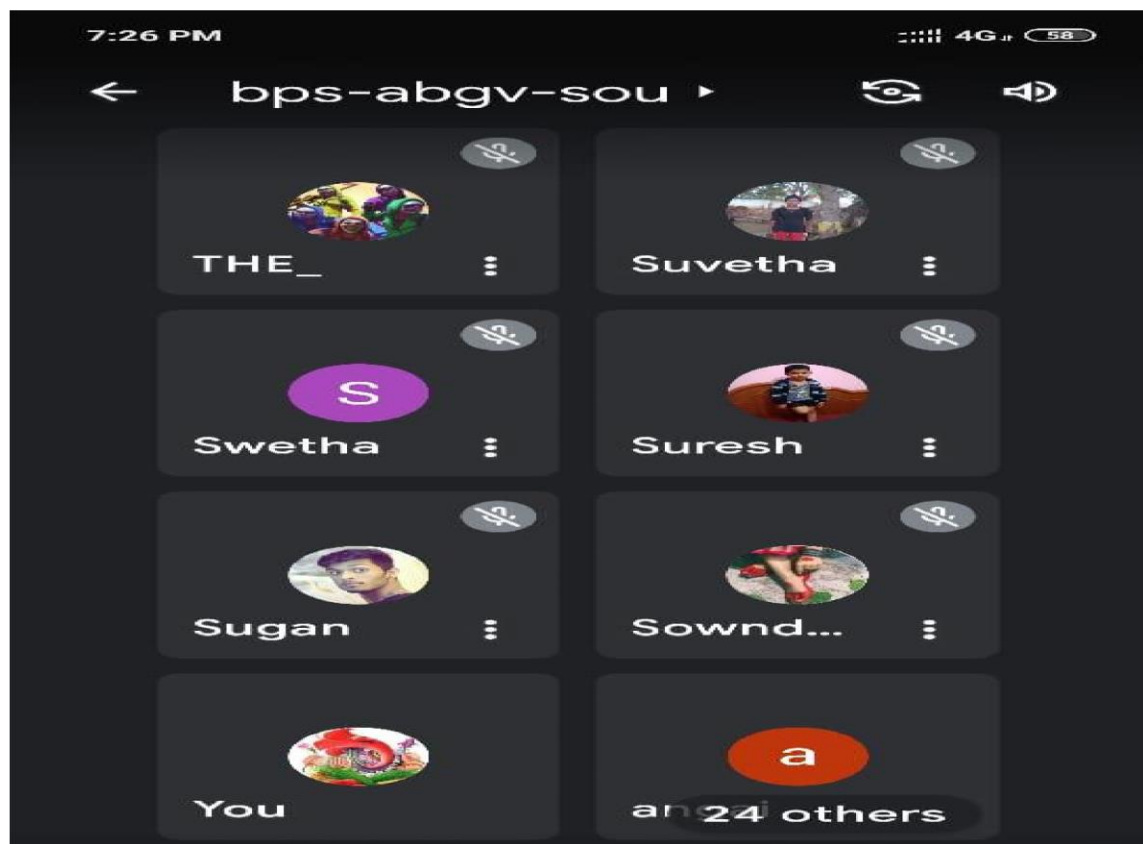 7:26 PM 4G 58
bps-abgv-sou
THE_ Suvetha
S
Swetha Suresh
Sugan Sownd...
a
You 24 others